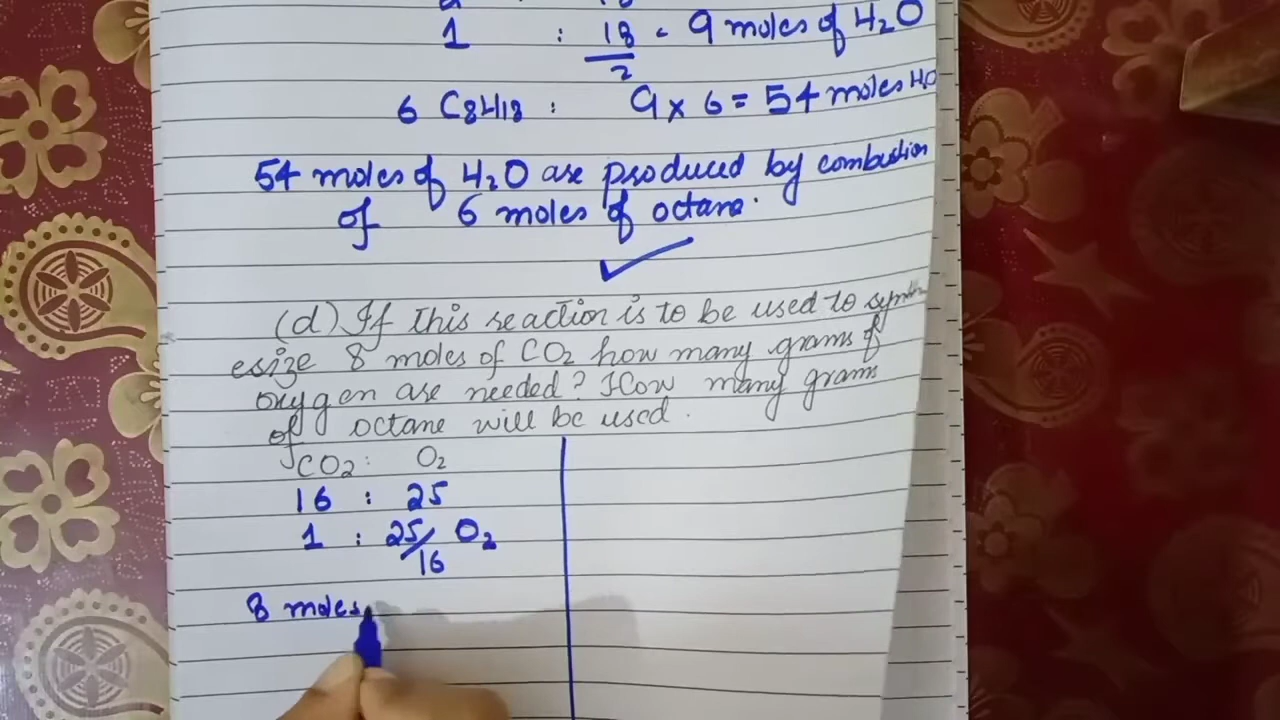 1 : 18/2 = 9 moles of H2O
6 C8H18 : 9 x 6 = 54 moles H2O
54 moles of H2O are produced by combustion
of 6 moles of octane.
(d) If This reaction is to be used to synth
esize 8 moles of CO2 how many grams of
oxygen are needed? How many grams
of octane will be used.
CO2 : O2
16 : 25
1 : 25/16 O2
8 moles